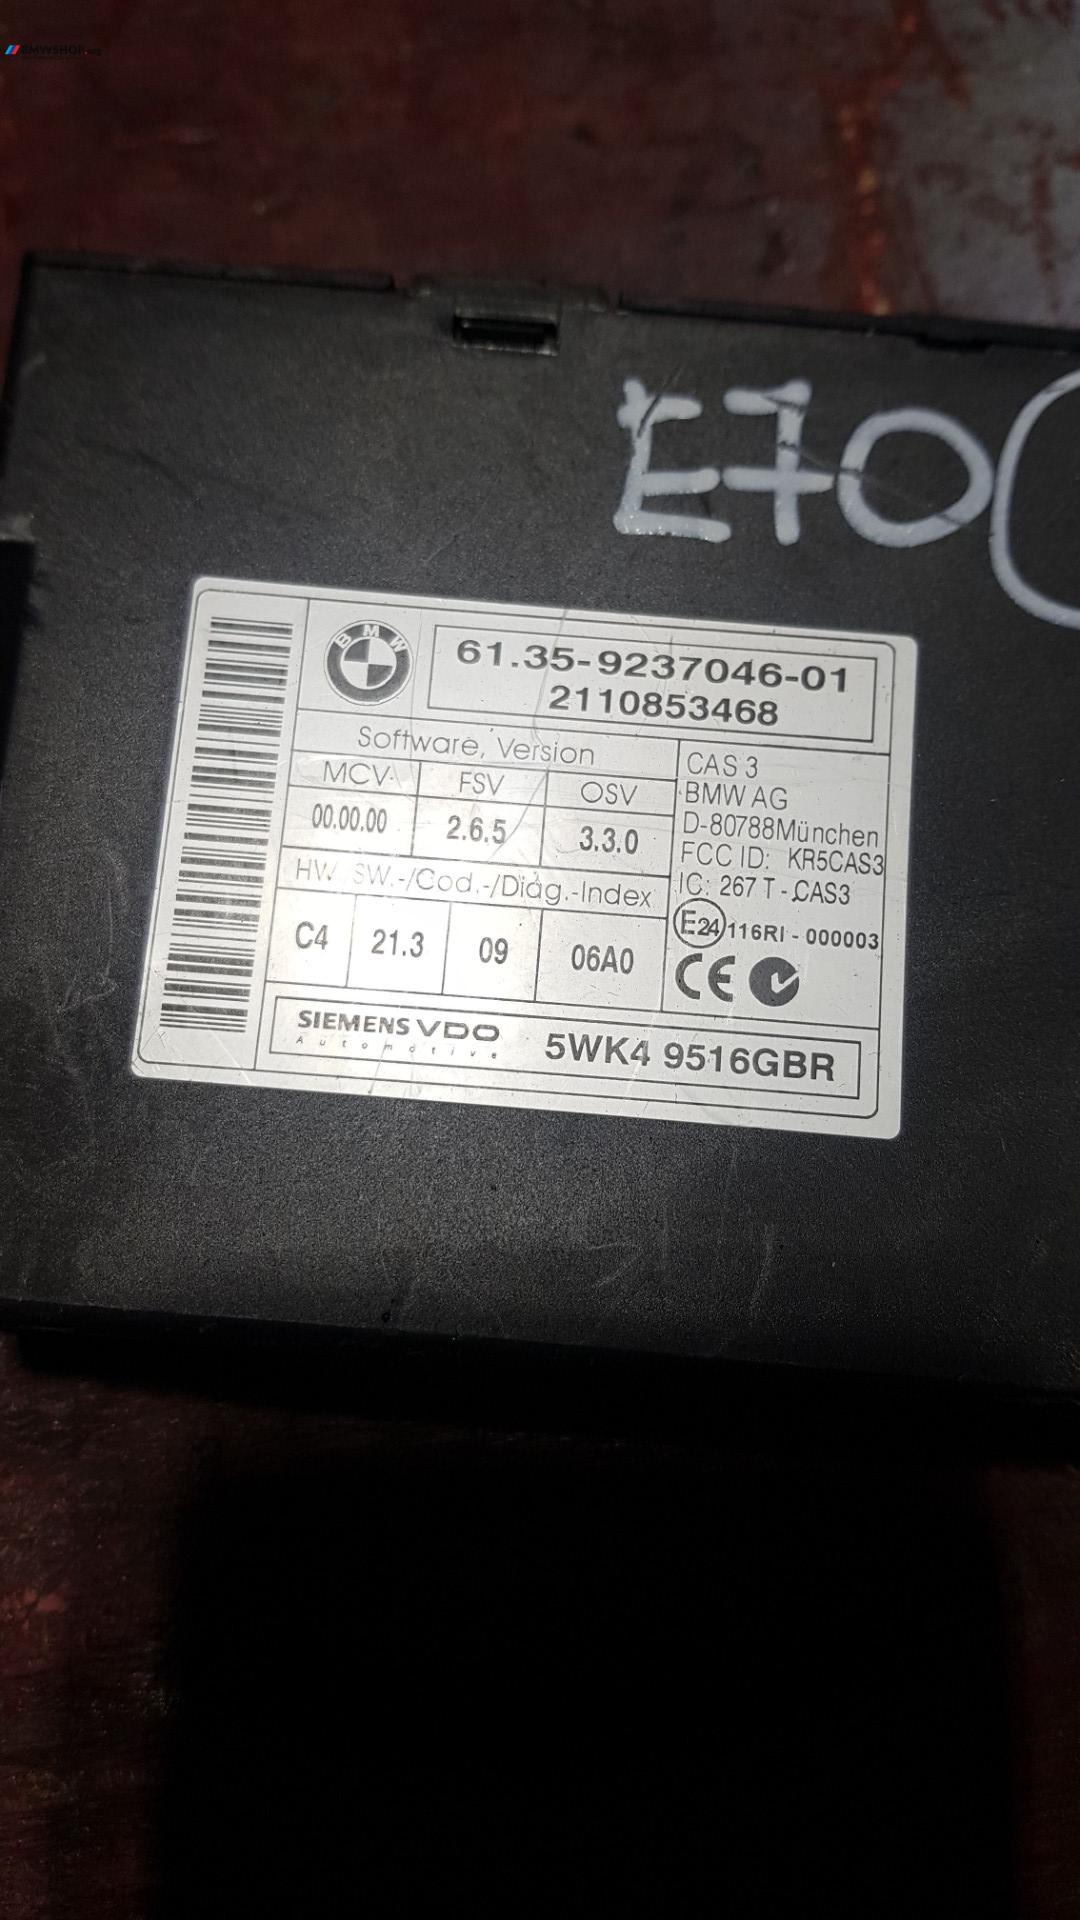 BMWSHOP.org
E70
BMW
61.35-9237046-01
2110853468
Software, Version
MCV FSV OSV
00.00.00 2.6.5 3.3.0
HW SW.-/Cod.-/Diag.-Index
C4 21.3 09 06A0
CAS 3
BMW AG
D-80788München
FCC ID: KR5CAS3
IC: 267 T - CAS3
E24 116RI - 000003
CE
SIEMENS VDO
Automotive
5WK4 9516GBR